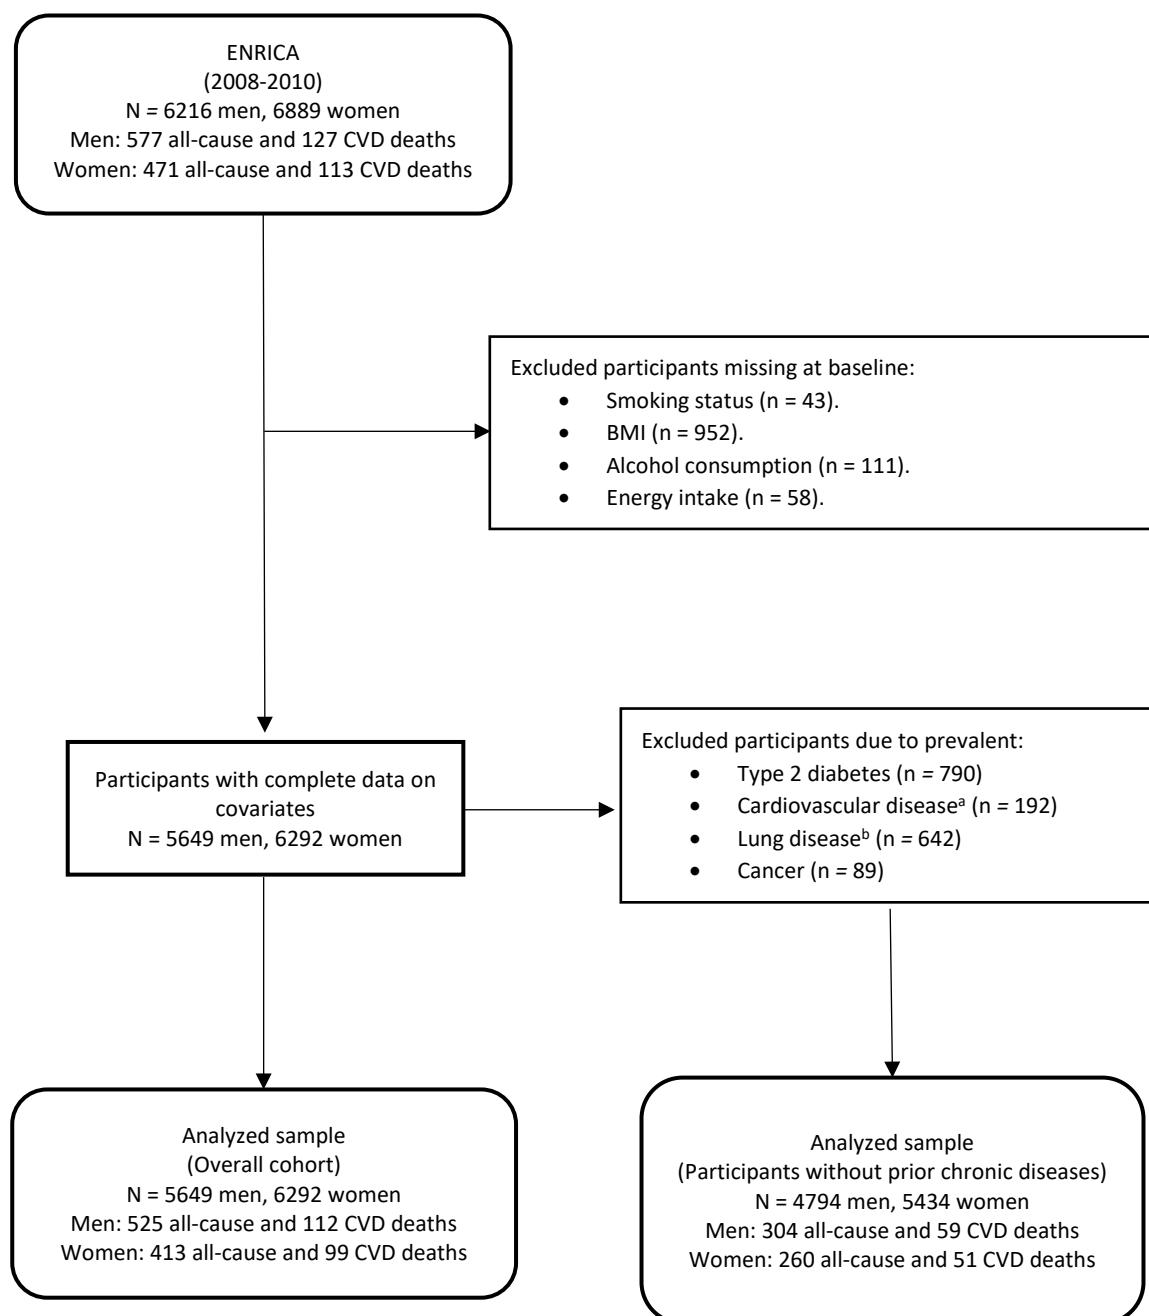 ENRICA
(2008-2010)
N = 6216 men, 6889 women
Men: 577 all-cause and 127 CVD deaths
Women: 471 all-cause and 113 CVD deaths
Excluded participants missing at baseline:
• Smoking status (n = 43).
• BMI (n = 952).
• Alcohol consumption (n = 111).
• Energy intake (n = 58).
Participants with complete data on
covariates
N = 5649 men, 6292 women
Excluded participants due to prevalent:
• Type 2 diabetes (n = 790)
• Cardiovascular diseaseᵃ (n = 192)
• Lung diseaseᵇ (n = 642)
• Cancer (n = 89)
Analyzed sample
(Overall cohort)
N = 5649 men, 6292 women
Men: 525 all-cause and 112 CVD deaths
Women: 413 all-cause and 99 CVD deaths
Analyzed sample
(Participants without prior chronic diseases)
N = 4794 men, 5434 women
Men: 304 all-cause and 59 CVD deaths
Women: 260 all-cause and 51 CVD deaths